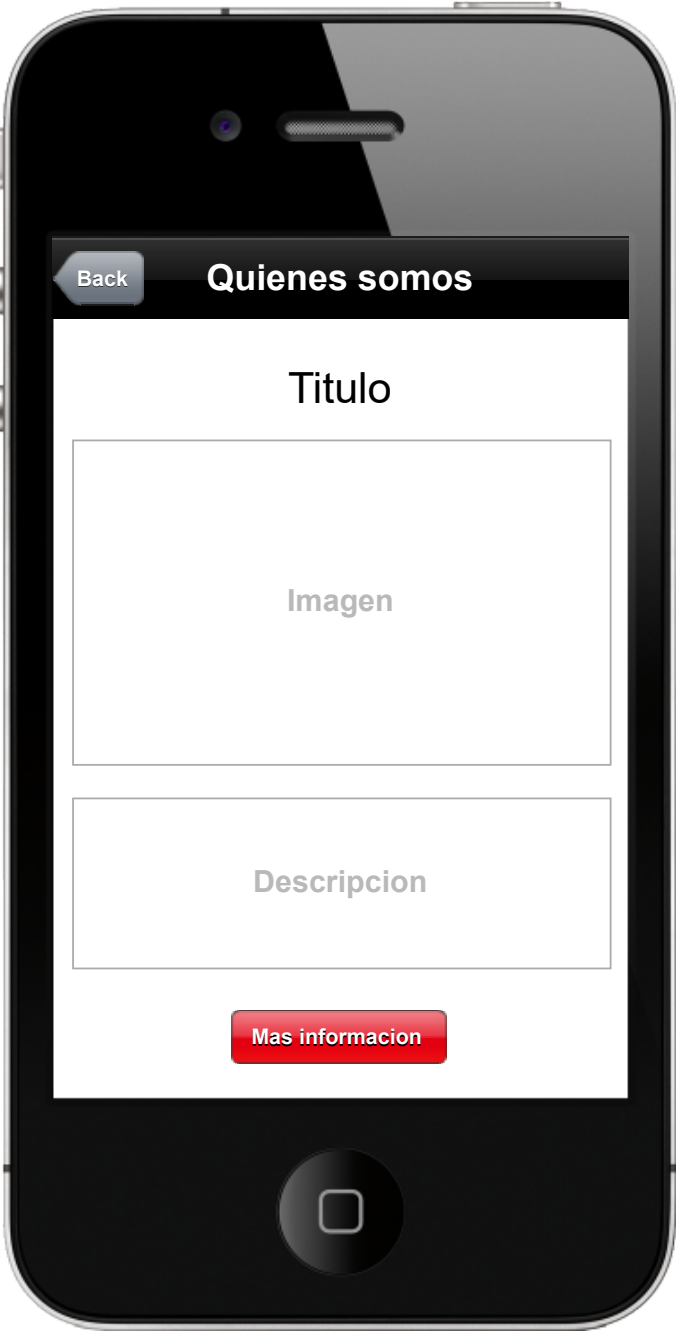 Back
Quienes somos
Titulo
Imagen
Descripcion
Mas informacion